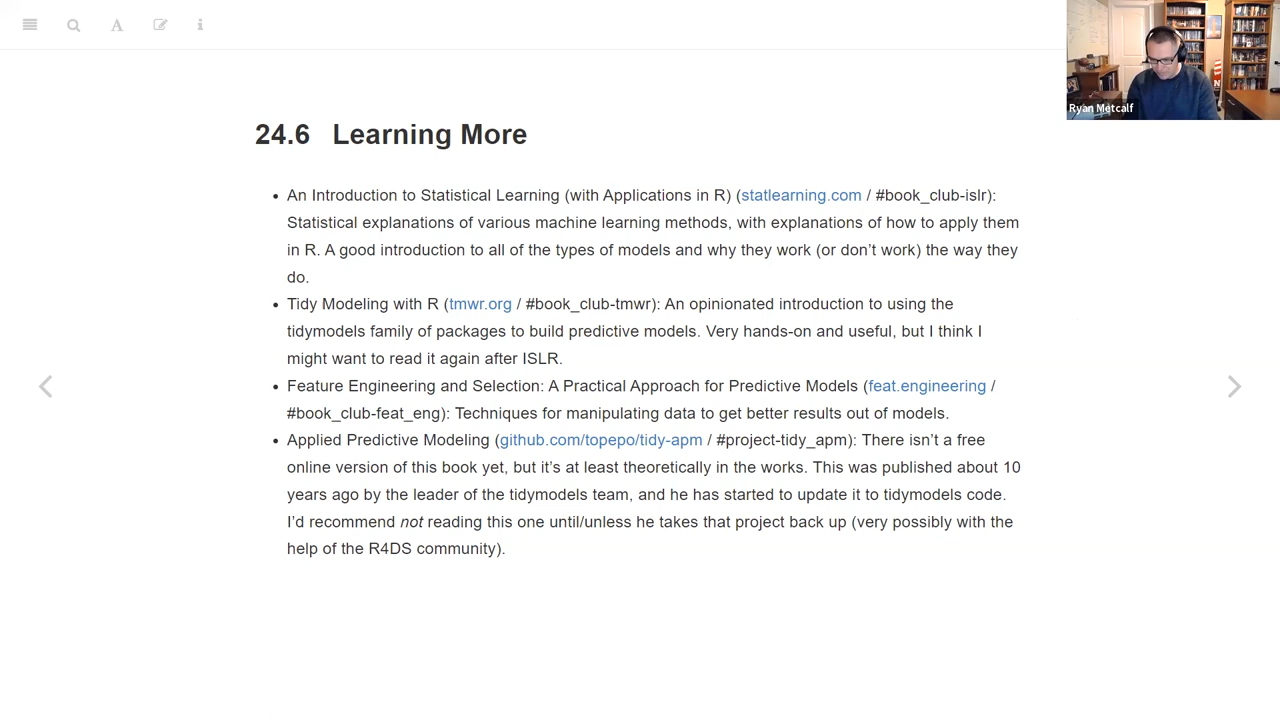 Ryan Metcalf
24.6 Learning More
• An Introduction to Statistical Learning (with Applications in R) (statlearning.com / #book_club-islr):
Statistical explanations of various machine learning methods, with explanations of how to apply them
in R. A good introduction to all of the types of models and why they work (or don’t work) the way they
do.
• Tidy Modeling with R (tmwr.org / #book_club-tmwr): An opinionated introduction to using the
tidymodels family of packages to build predictive models. Very hands-on and useful, but I think I
might want to read it again after ISLR.
• Feature Engineering and Selection: A Practical Approach for Predictive Models (feat.engineering /
#book_club-feat_eng): Techniques for manipulating data to get better results out of models.
• Applied Predictive Modeling (github.com/topepo/tidy-apm / #project-tidy_apm): There isn’t a free
online version of this book yet, but it’s at least theoretically in the works. This was published about 10
years ago by the leader of the tidymodels team, and he has started to update it to tidymodels code.
I’d recommend not reading this one until/unless he takes that project back up (very possibly with the
help of the R4DS community).